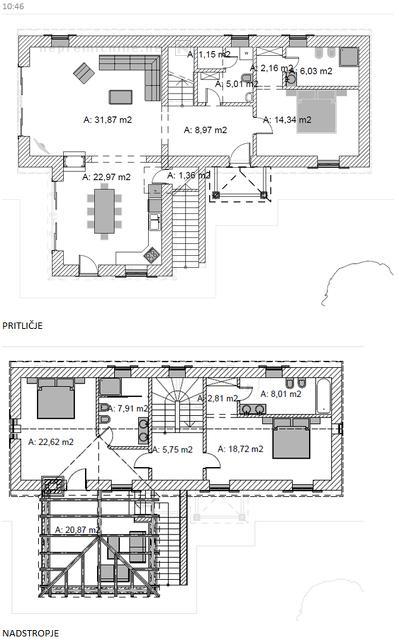 10:46
A: 1,15 m2
A: 2,16 m2
A: 6,03 m2
A: 5,01 m2
A: 31,87 m2
A: 14,34 m2
A: 8,97 m2
A: 22,97 m2
A: 1,36 m2
PRITLIČJE
A: 7,91 m2
A: 2,81 m2
A: 8,01 m2
A: 22,62 m2
A: 5,75 m2
A: 18,72 m2
A: 20,87 m2
NADSTROPJE